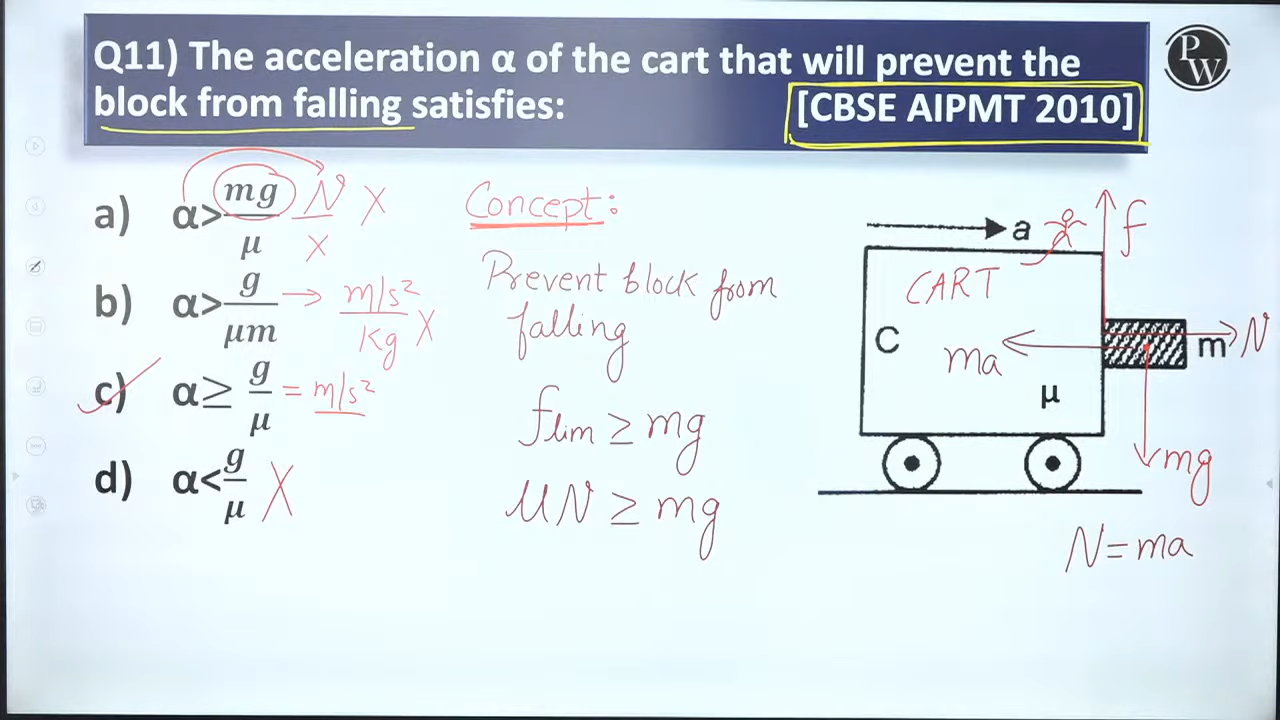 Q11) The acceleration α of the cart that will prevent the
block from falling satisfies: [CBSE AIPMT 2010]
PW
a) α>mg/μ N/x X
b) α>g/μm → m/s²/Kg X
c) α≥ g/μ = m/s²
d) α<g/μ X
Concept:
Prevent block from
falling
flim ≥ mg
μN ≥ mg
a
f
CART
C
ma
m
N
μ
mg
N=ma